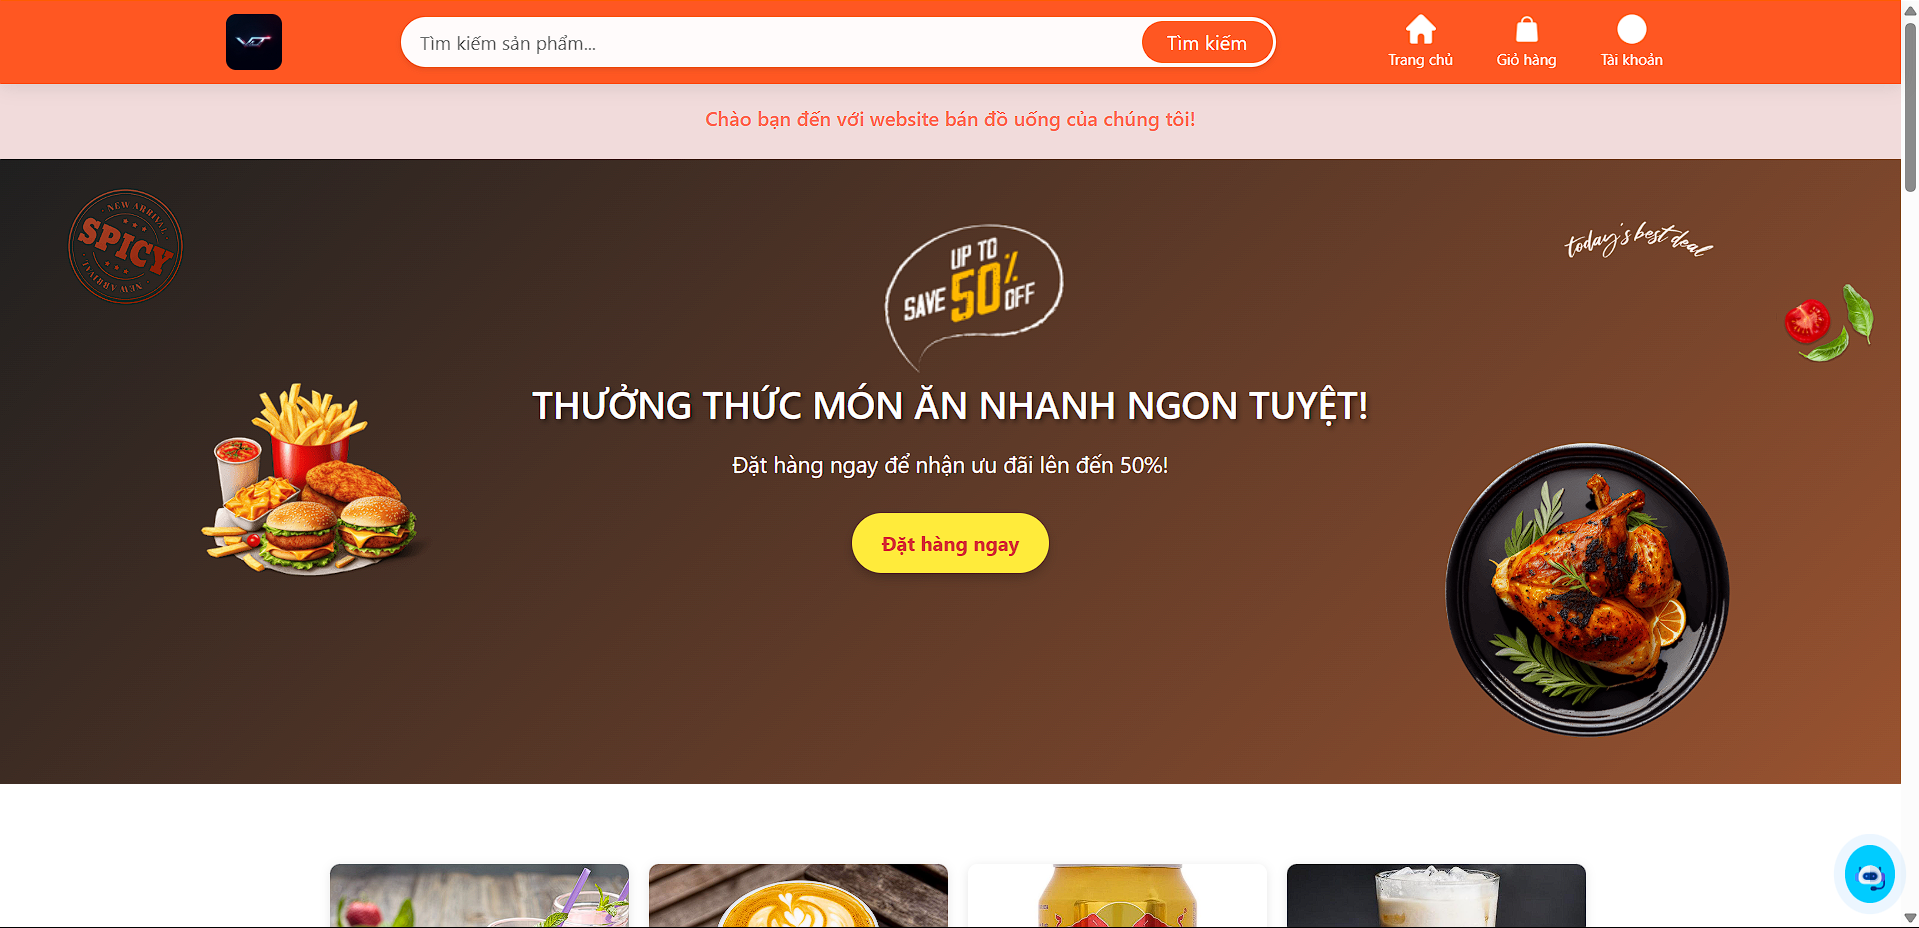 VDT
Tìm kiếm sản phẩm...
Tìm kiếm
Trang chủ
Giỏ hàng
Tài khoản
Chào bạn đến với website bán đồ uống của chúng tôi!
NEW ARRIVAL
SPICY
NEW ARRIVAL
UP TO
SAVE 50% OFF
today's best deal
THƯỞNG THỨC MÓN ĂN NHANH NGON TUYỆT!
Đặt hàng ngay để nhận ưu đãi lên đến 50%!
Đặt hàng ngay